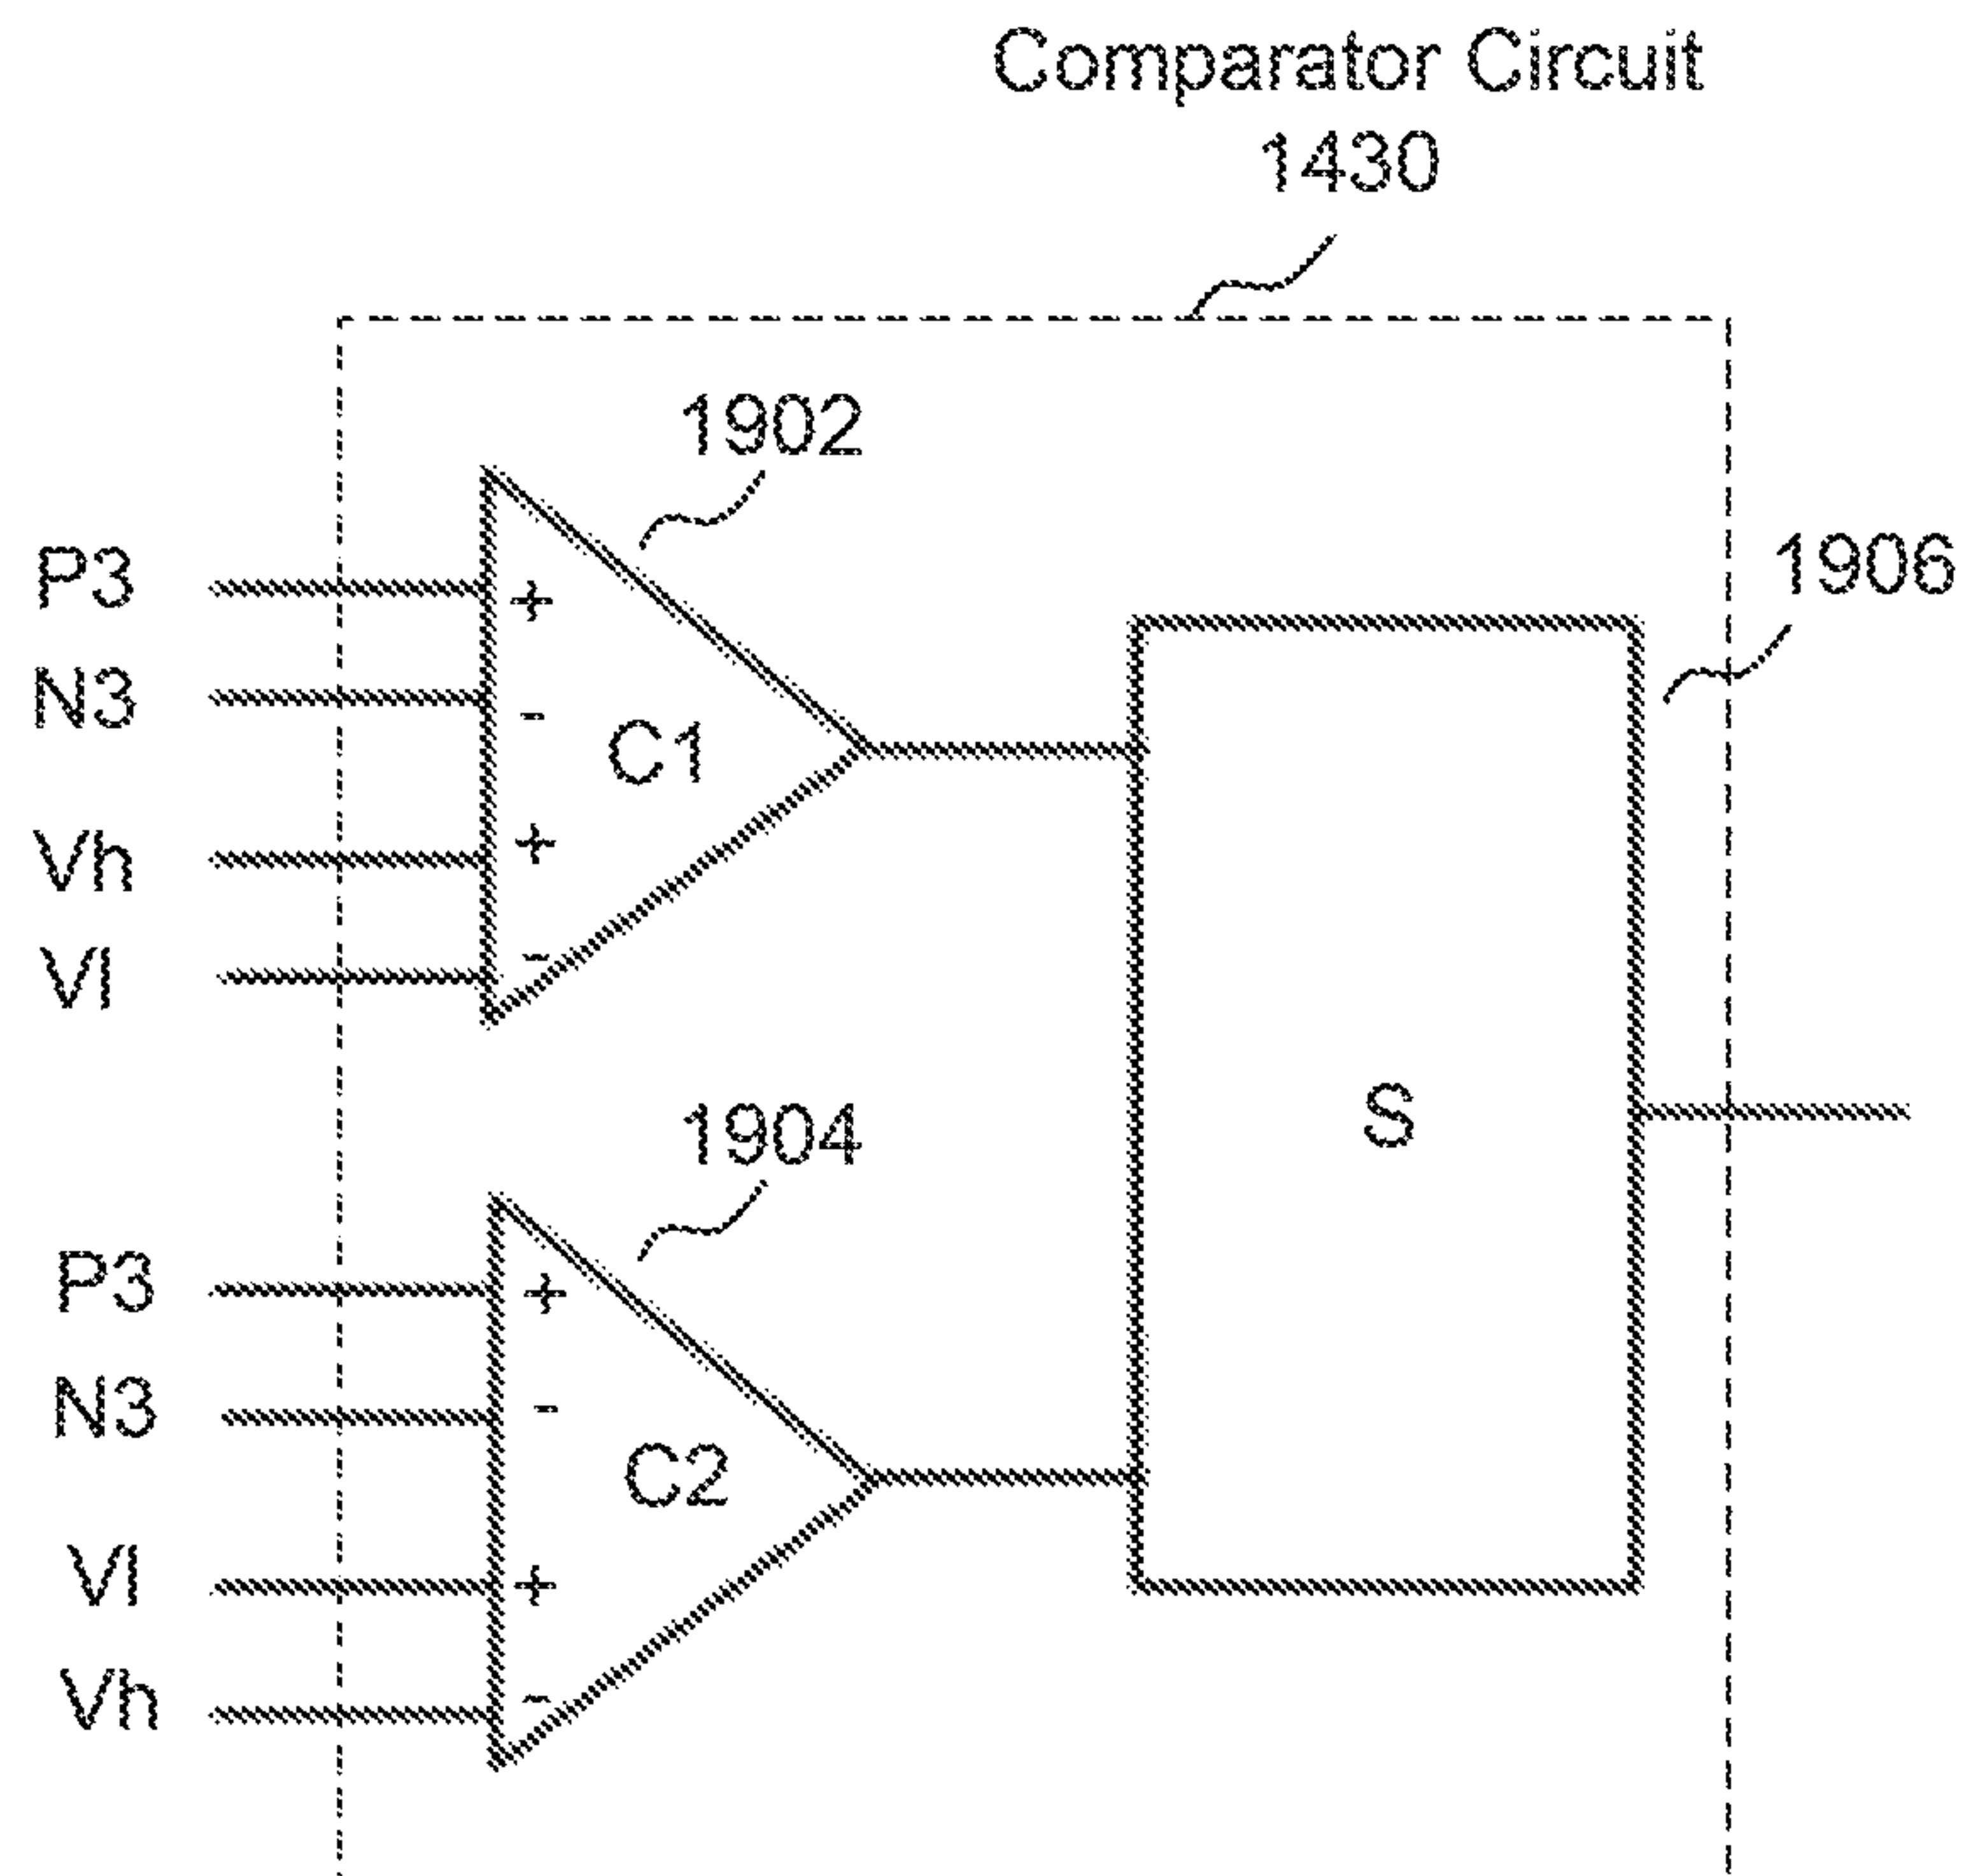 Comparator Circuit
1430
1902
P3
+
N3
-
C1
Vh
+
Vl
-
1906
S
1904
P3
+
N3
-
C2
Vl
+
Vh
-